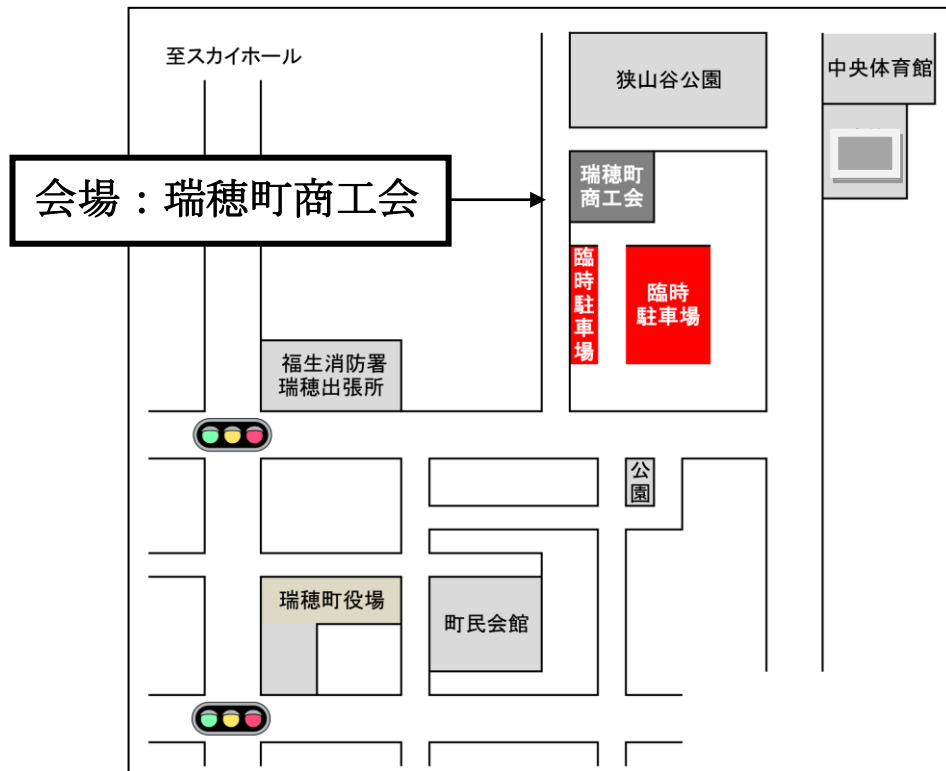 至スカイホール
狭山谷公園
中央体育館
会場：瑞穂町商工会
瑞穂町
商工会
臨時駐車場
臨時
駐車場
福生消防署
瑞穂出張所
公園
瑞穂町役場
町民会館